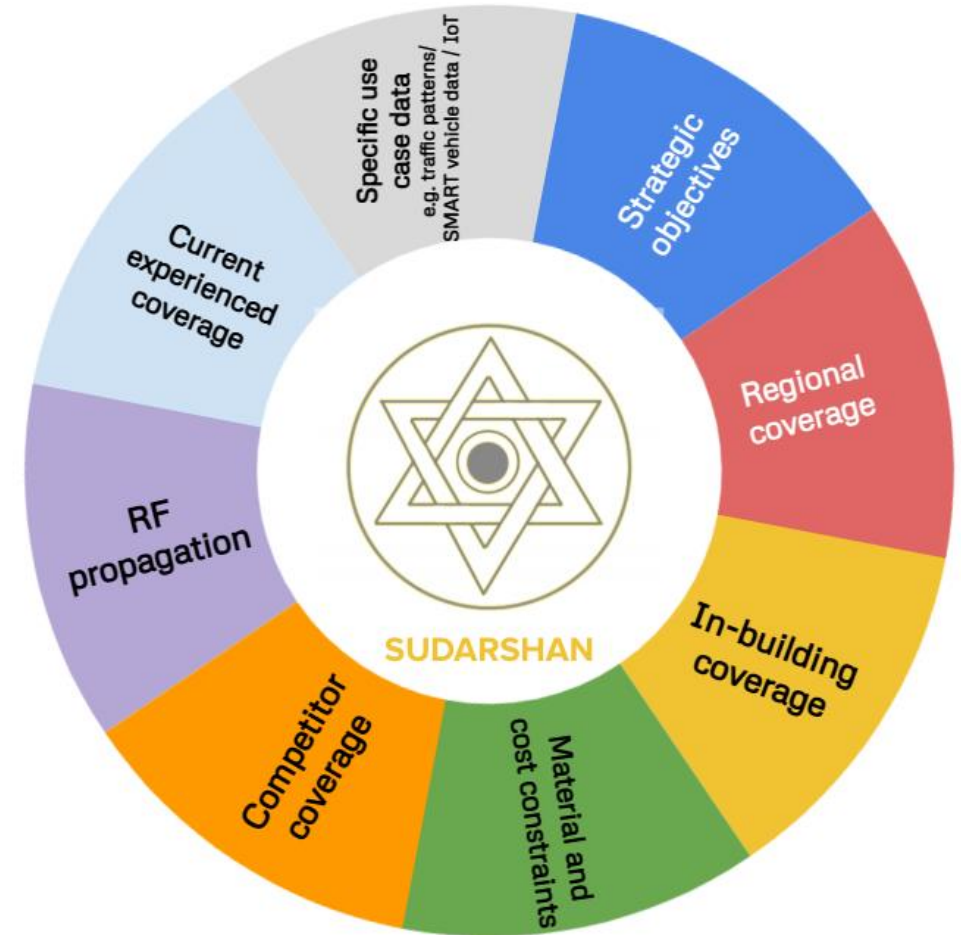 Specific use
case data
e.g. traffic patterns/
SMART vehicle data / IoT
Strategic
objectives
Regional
coverage
In-building
coverage
Material and
cost constraints
Competitor
coverage
RF
propagation
Current
experienced
coverage
SUDARSHAN